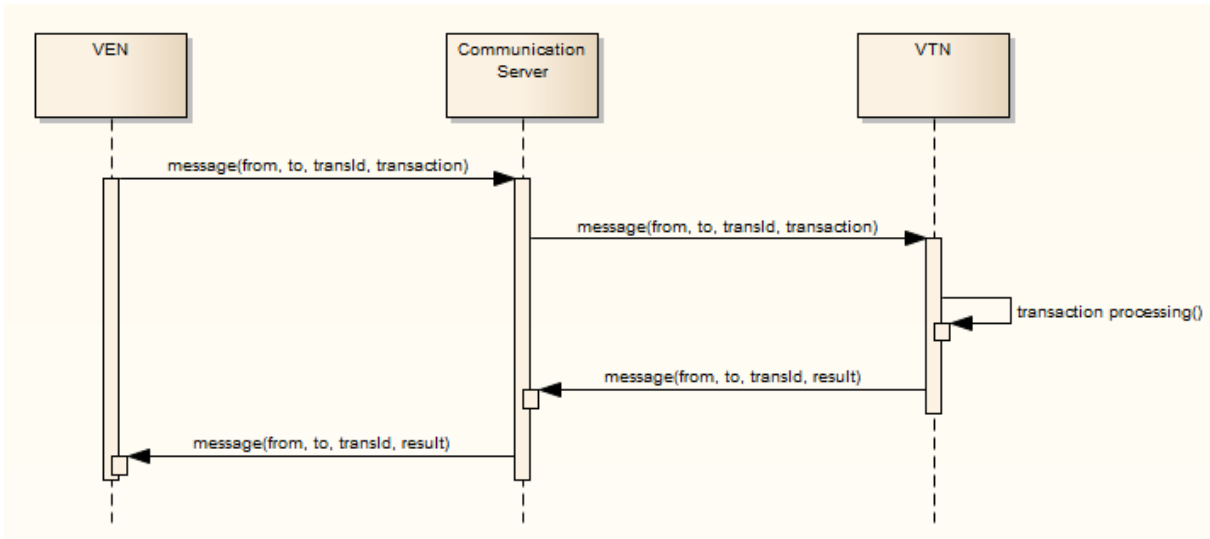 VEN
Communication
Server
VTN
message(from, to, transId, transaction)
message(from, to, transId, transaction)
transaction processing()
message(from, to, transId, result)
message(from, to, transId, result)